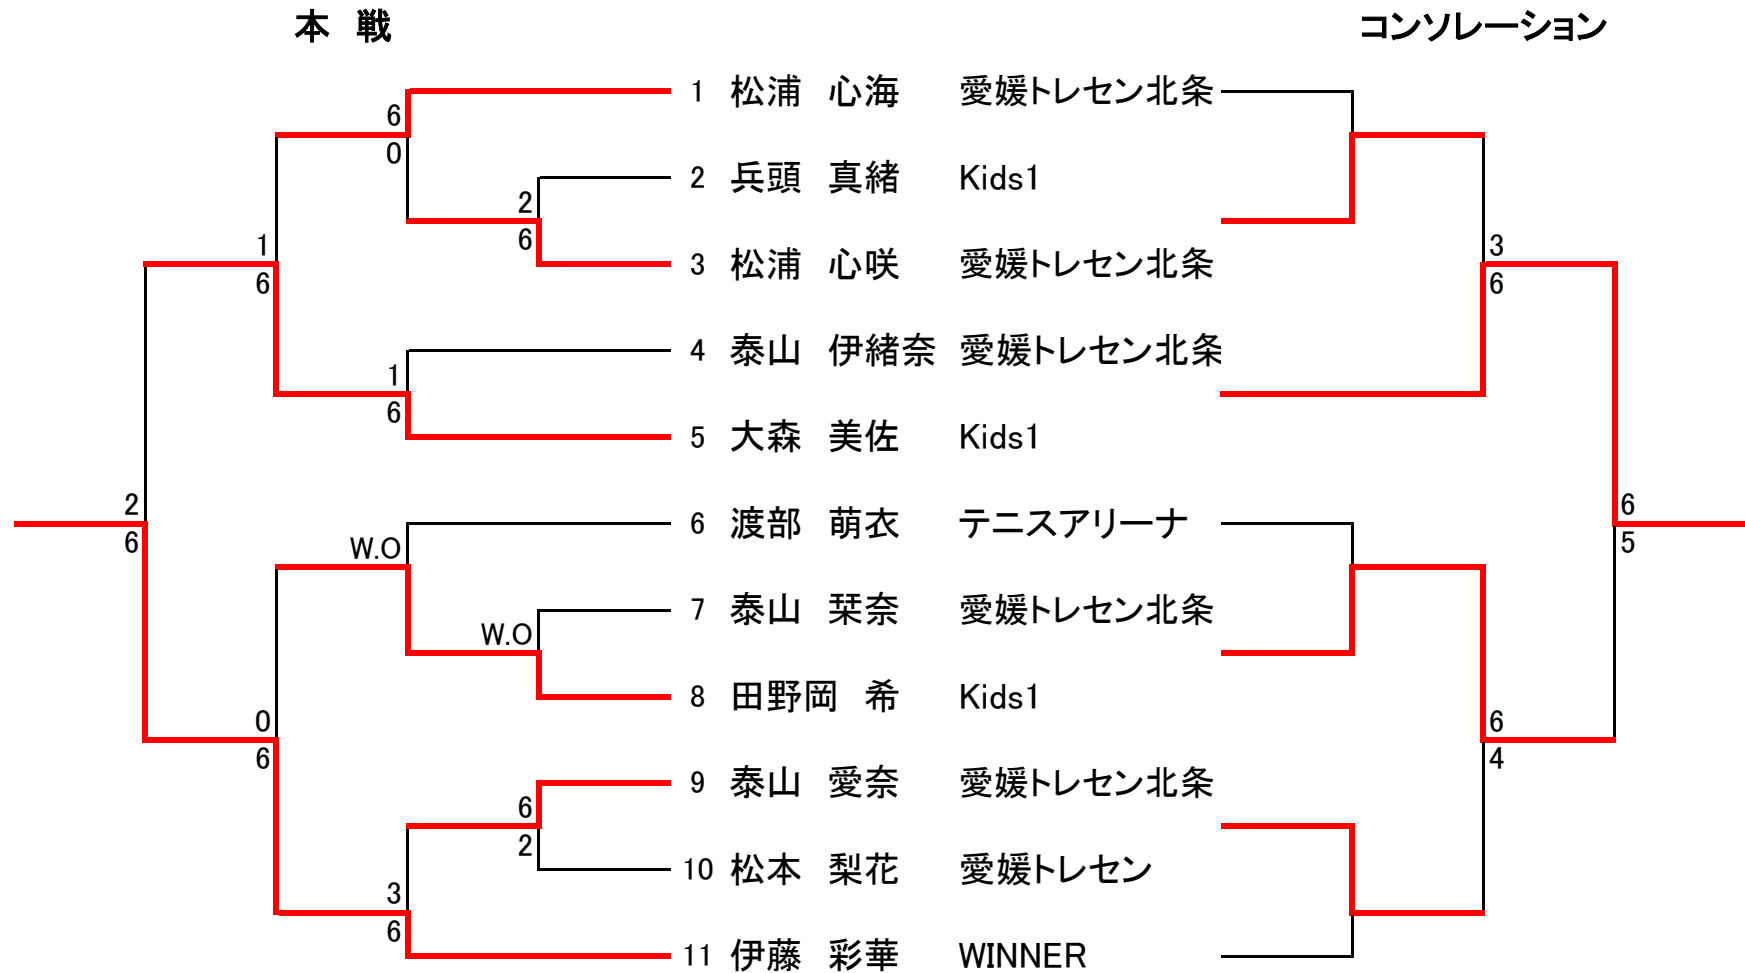 本 戦 コンソレーション
1 松浦 心海 愛媛トレセン北条
6
0
2 兵頭 真緒 Kids1
2
6
3 松浦 心咲 愛媛トレセン北条
1
6
3
6
4 泰山 伊緒奈 愛媛トレセン北条
1
6
5 大森 美佐 Kids1
2
6
6 渡部 萌衣 テニスアリーナ
6
5
W.O
7 泰山 栞奈 愛媛トレセン北条
W.O
8 田野岡 希 Kids1
0
6
6
4
9 泰山 愛奈 愛媛トレセン北条
6
2
10 松本 梨花 愛媛トレセン
3
6
11 伊藤 彩華 WINNER